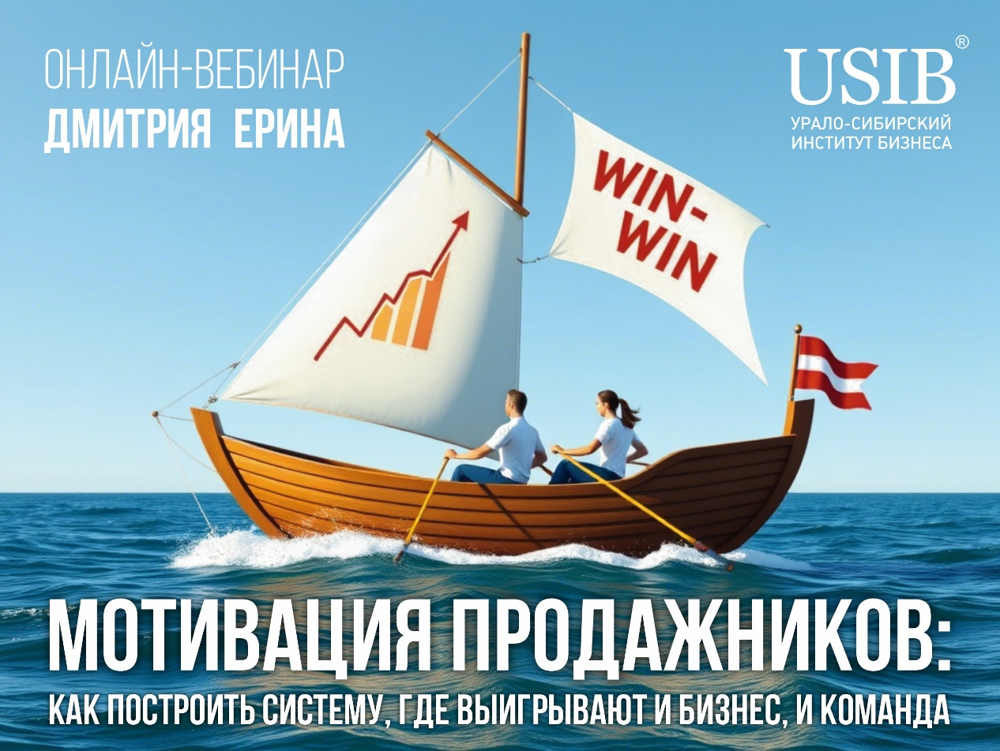 ОНЛАЙН-ВЕБИНАР
ДМИТРИЯ ЕРИНА
USIB®
УРАЛО-СИБИРСКИЙ
ИНСТИТУТ БИЗНЕСА
WIN-
WIN
МОТИВАЦИЯ ПРОДАЖНИКОВ:
КАК ПОСТРОИТЬ СИСТЕМУ, ГДЕ ВЫИГРЫВАЮТ И БИЗНЕС, И КОМАНДА